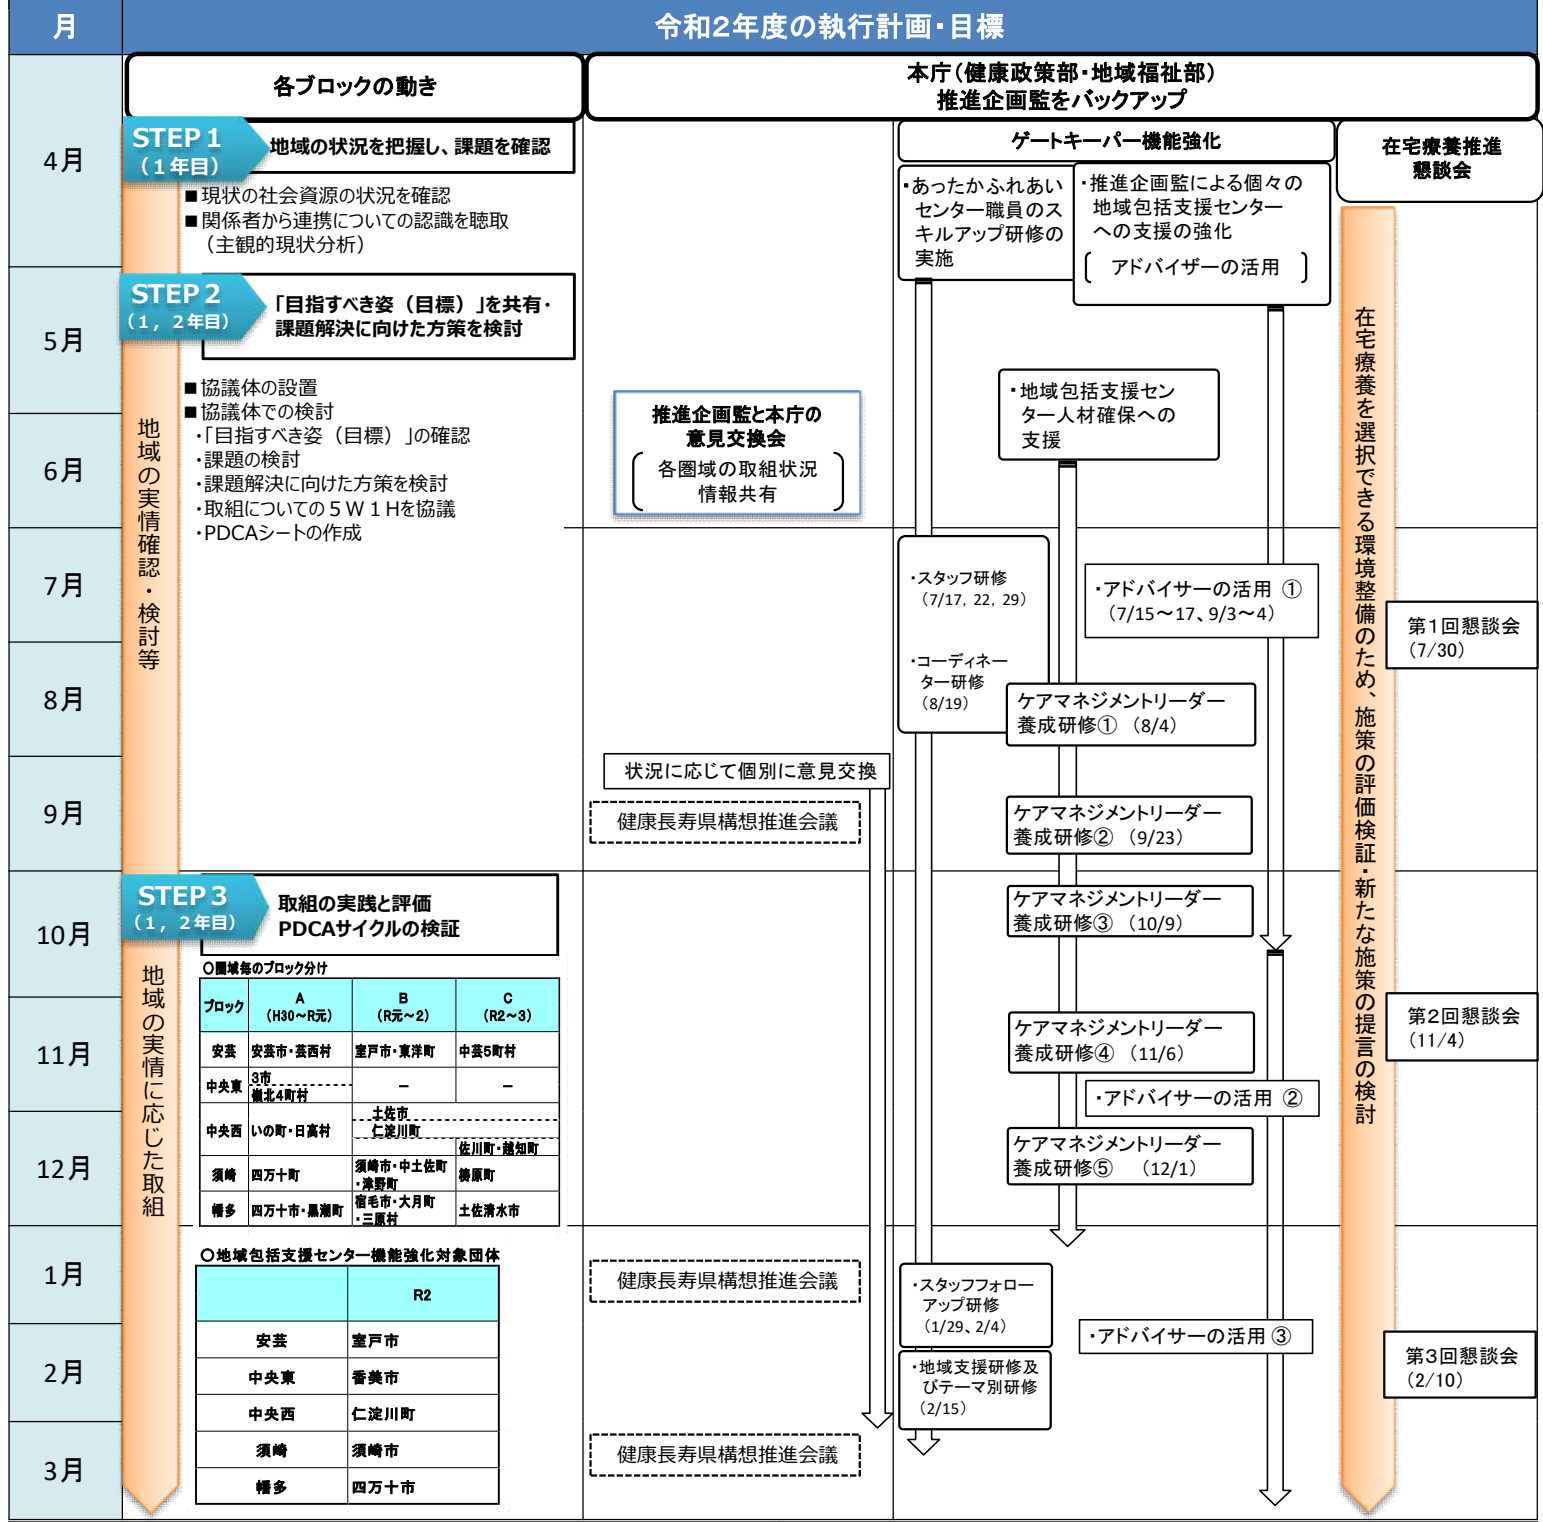 月
令和2年度の執行計画・目標
各ブロックの動き
本庁（健康政策部・地域福祉部）
推進企画監をバックアップ
4月
5月
6月
7月
8月
9月
10月
11月
12月
1月
2月
3月
STEP1
（１年目）
地域の状況を把握し、課題を確認
■現状の社会資源の状況を確認
■関係者から連携についての認識を聴取
（主観的現状分析）
STEP2
（1，2年目）
「目指すべき姿（目標）」を共有・
課題解決に向けた方策を検討
■協議体の設置
■協議体での検討
・「目指すべき姿（目標）」の確認
・課題の検討
・課題解決に向けた方策を検討
・取組についての５Ｗ１Ｈを協議
・PDCAシートの作成
地域の実情確認・検討等
STEP3
（1，2年目）
取組の実践と評価
PDCAサイクルの検証
地域の実情に応じた取組
○圏域毎のブロック分け
ブロック
A
（H30～R元）
B
（R元～2）
C
（R2～3）
安芸
安芸市・芸西村
室戸市・東洋町
中芸5町村
中央東
3市
嶺北4町村
－
－
中央西
いの町・日高村
土佐市
仁淀川町
佐川町・越知町
須崎
四万十町
須崎市・中土佐町
・津野町
梼原町
幡多
四万十市・黒潮町
宿毛市・大月町
・三原村
土佐清水市
○地域包括支援センター機能強化対象団体
R2
安芸
室戸市
中央東
香美市
中央西
仁淀川町
須崎
須崎市
幡多
四万十市
推進企画監と本庁の
意見交換会
各圏域の取組状況
情報共有
状況に応じて個別に意見交換
健康長寿県構想推進会議
健康長寿県構想推進会議
健康長寿県構想推進会議
ゲートキーパー機能強化
・あったかふれあい
センター職員のス
キルアップ研修の
実施
・推進企画監による個々の
地域包括支援センター
への支援の強化
アドバイザーの活用
・地域包括支援セン
ター人材確保への
支援
・スタッフ研修
（7/17，22，29）
・コーディネー
ター研修
（8/19）
・アドバイサーの活用 ①
（7/15～17、9/3～4）
ケアマネジメントリーダー
養成研修①（8/4）
ケアマネジメントリーダー
養成研修②（9/23）
ケアマネジメントリーダー
養成研修③（10/9）
ケアマネジメントリーダー
養成研修④（11/6）
・アドバイサーの活用 ②
ケアマネジメントリーダー
養成研修⑤ （12/1）
・スタッフフォロー
アップ研修
（1/29、2/4）
・アドバイサーの活用 ③
・地域支援研修及
びテーマ別研修
（2/15）
在宅療養推進
懇談会
在宅療養を選択できる環境整備のため、施策の評価検証・新たな施策の提言の検討
第1回懇談会
（7/30）
第2回懇談会
（11/4）
第3回懇談会
（2/10）